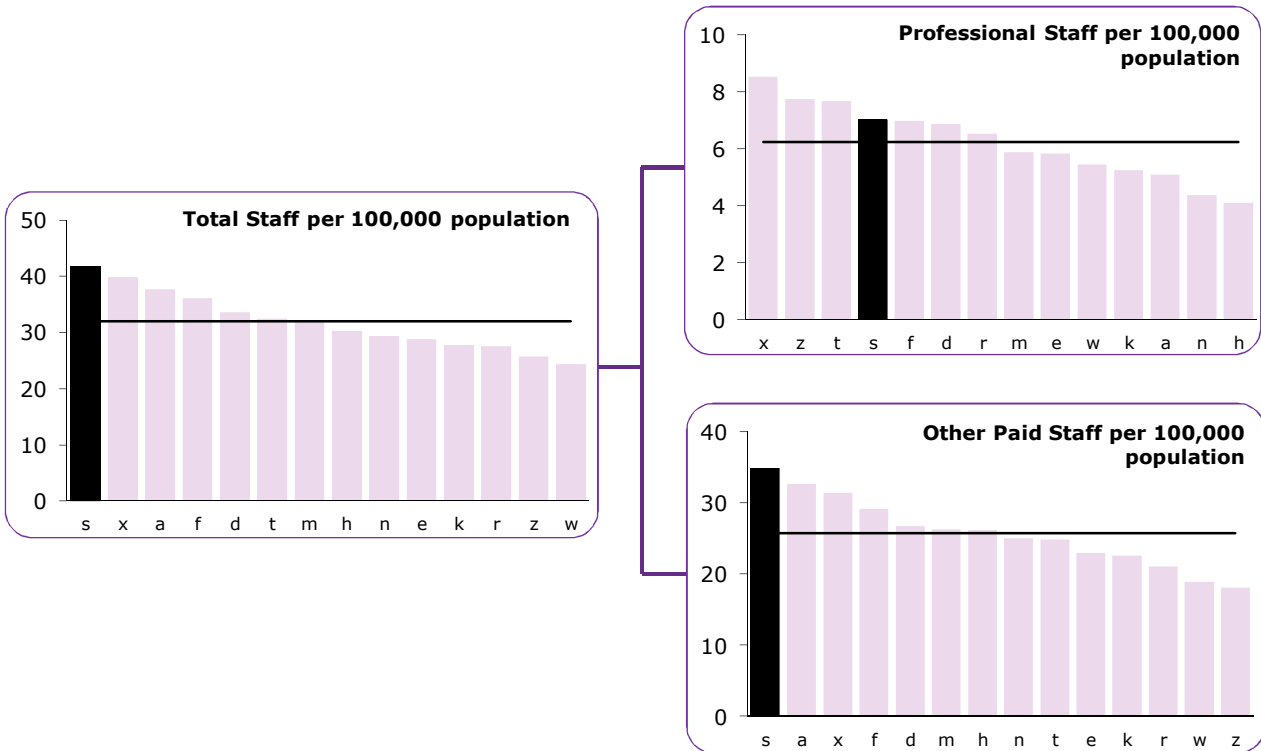 Total Staff per 100,000 population
50
40
30
20
10
0
s x a f d t m h n e k r z w
Professional Staff per 100,000
population
10
8
6
4
2
0
x z t s f d r m e w k a n h
Other Paid Staff per 100,000
population
40
30
20
10
0
s a x f d m h n t e k r w z